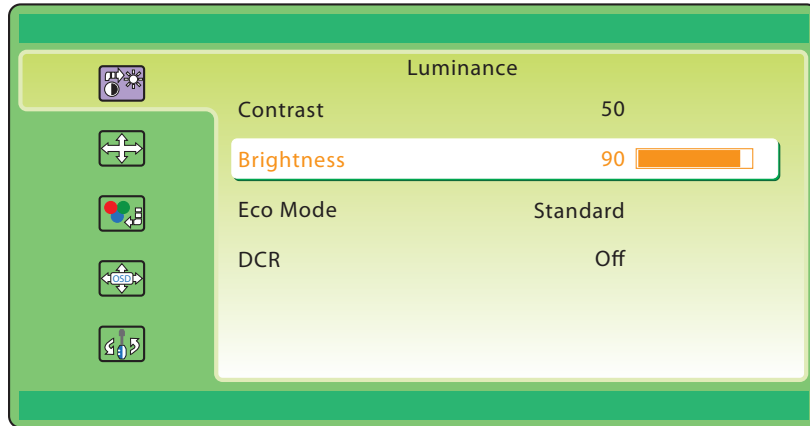 Luminance
Contrast 50
Brightness 90
Eco Mode Standard
DCR Off
OSD